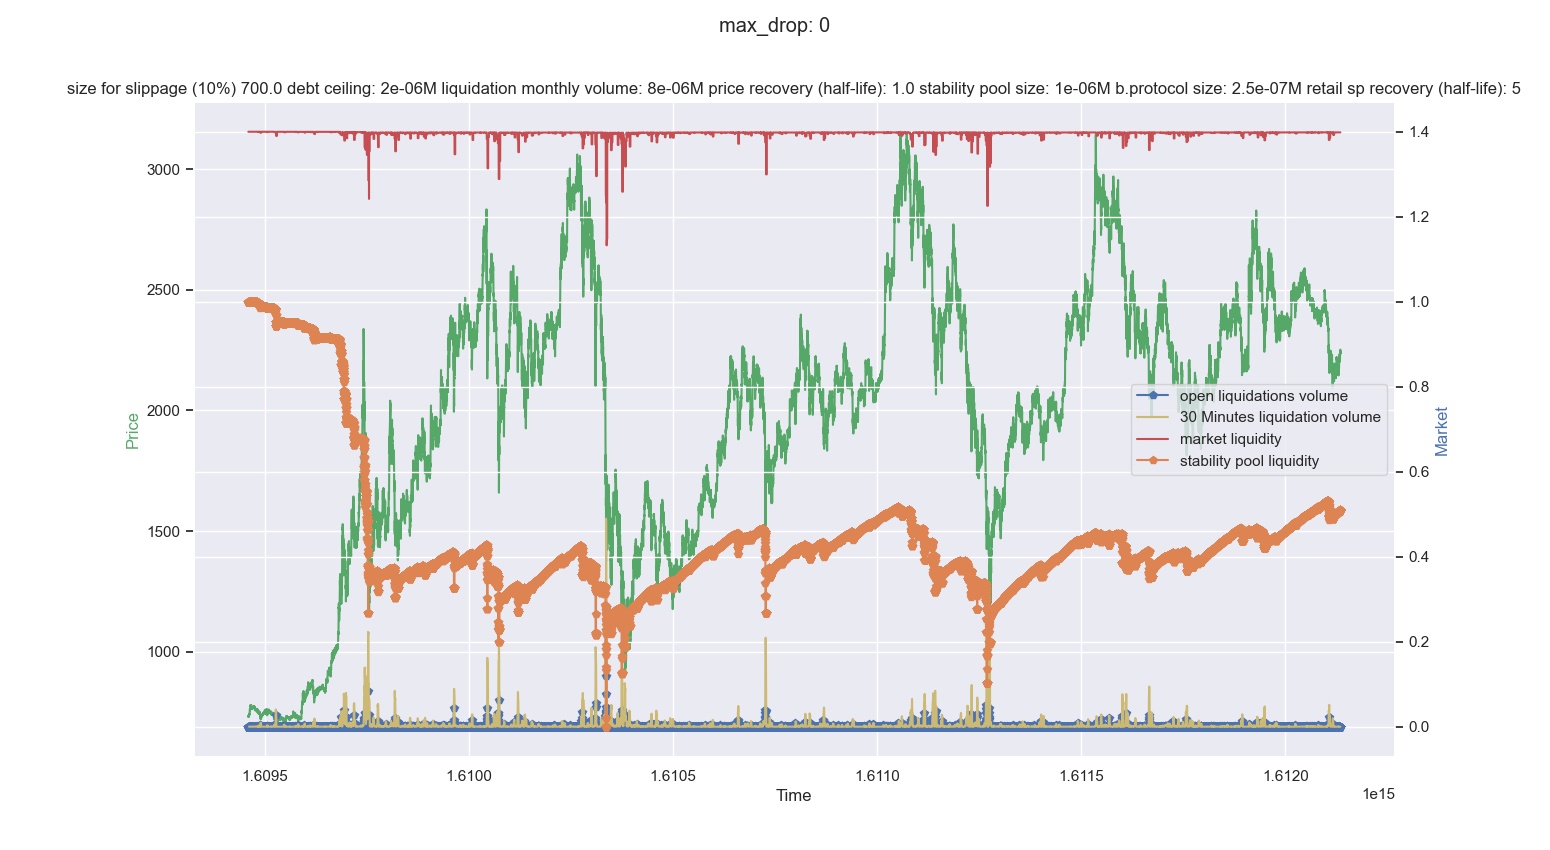 max_drop: 0
size for slippage (10%) 700.0 debt ceiling: 2e-06M liquidation monthly volume: 8e-06M price recovery (half-life): 1.0 stability pool size: 1e-06M b.protocol size: 2.5e-07M retail sp recovery (half-life): 5
3000
2500
2000
1500
1000
Price
1.4
1.2
1.0
0.8
0.6
0.4
0.2
0.0
Market
open liquidations volume
30 Minutes liquidation volume
market liquidity
stability pool liquidity
1.6095 1.6100 1.6105 1.6110 1.6115 1.6120
Time
1e15